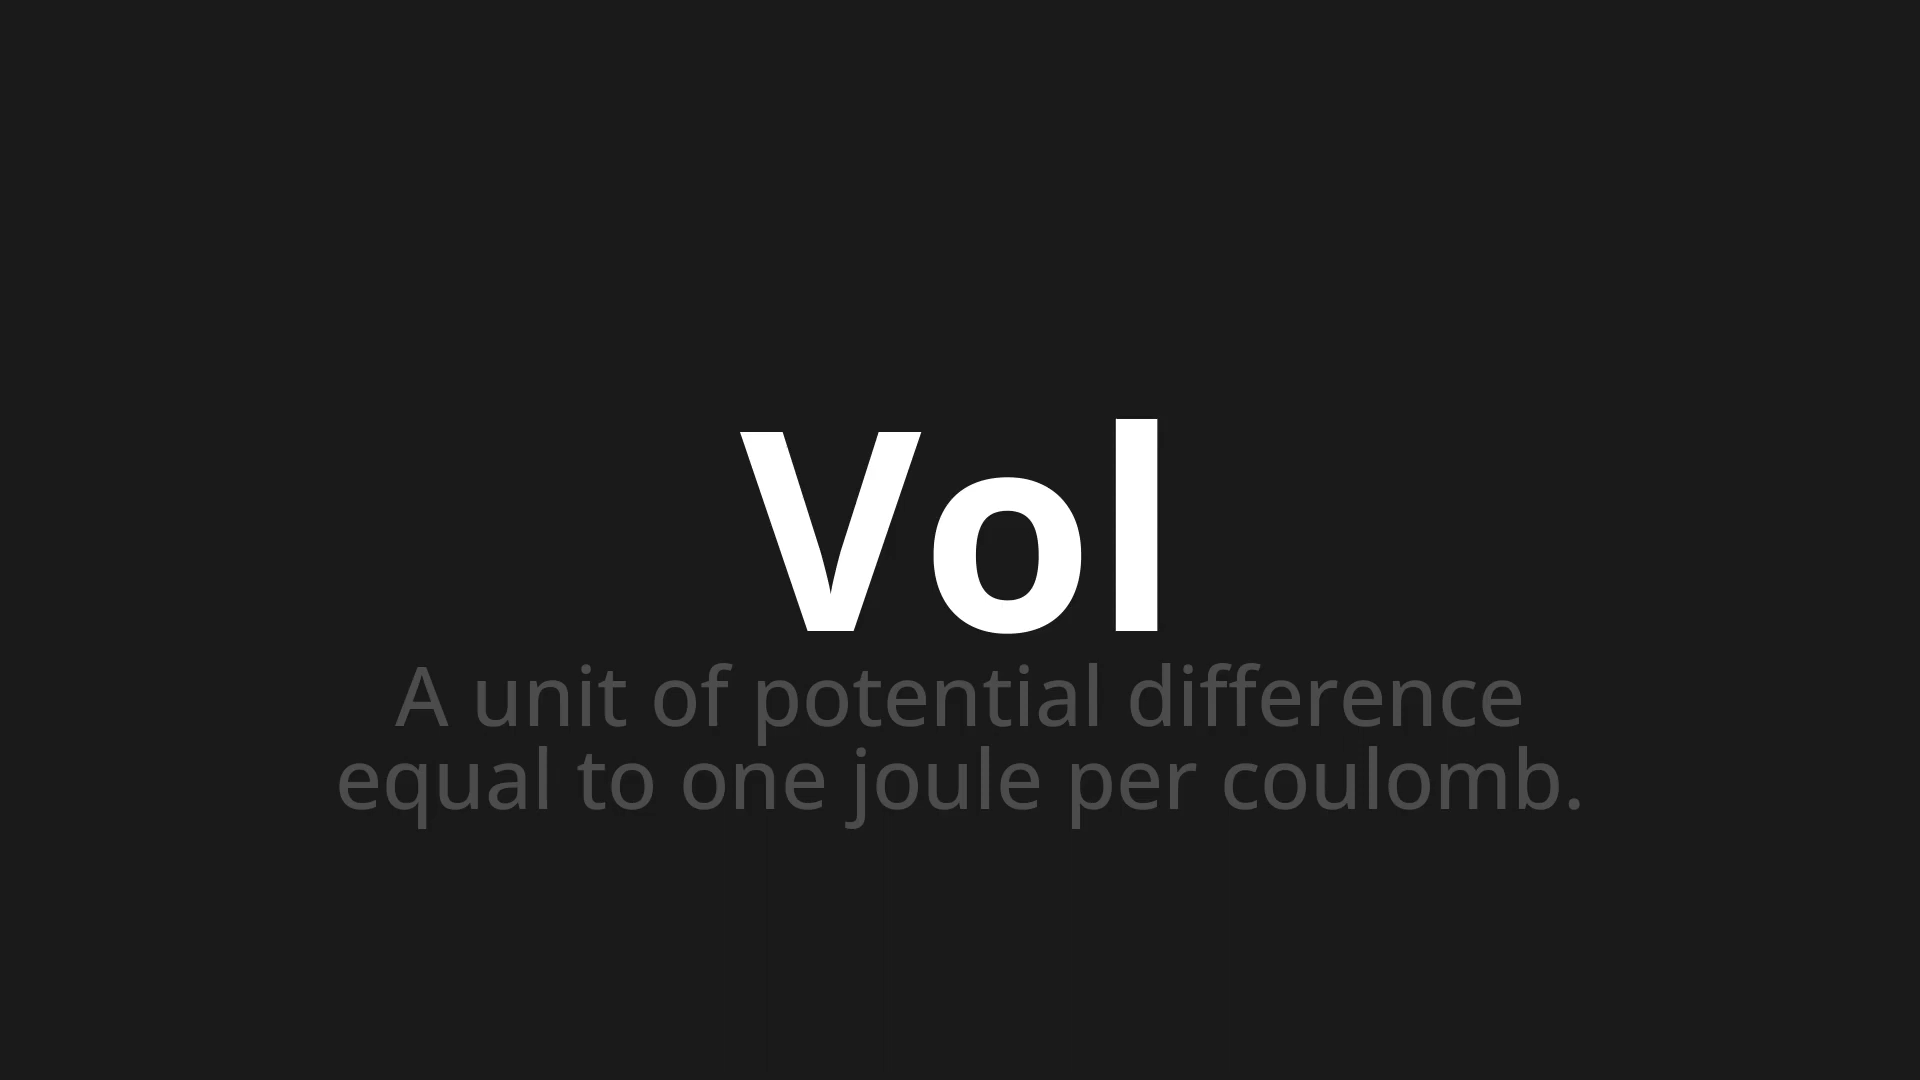 Vol
A unit of potential difference
equal to one joule per coulomb.